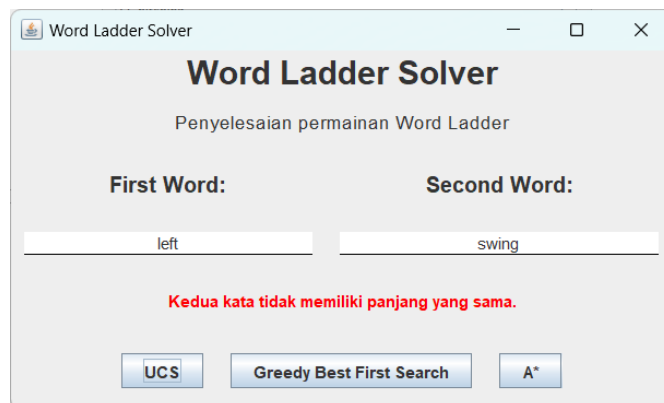 Word Ladder Solver
Word Ladder Solver
Penyelesaian permainan Word Ladder
First Word: Second Word:
left swing
Kedua kata tidak memiliki panjang yang sama.
UCS Greedy Best First Search A*